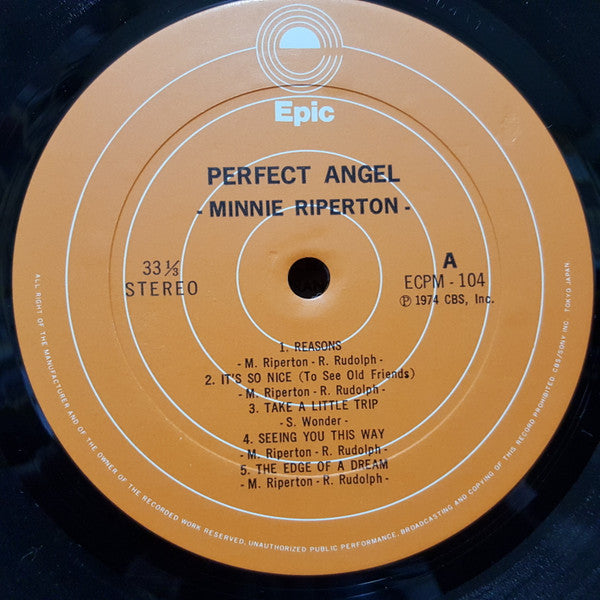 Epic
PERFECT ANGEL
- MINNIE RIPERTON -
33⅓
STEREO
A
ECPM - 104
℗ 1974 CBS, Inc.
1. REASONS
- M. Riperton - R. Rudolph -
2. IT'S SO NICE (To See Old Friends)
- M. Riperton - R. Rudolph -
3. TAKE A LITTLE TRIP
- S. Wonder -
4. SEEING YOU THIS WAY
- M. Riperton - R. Rudolph -
5. THE EDGE OF A DREAM
- M. Riperton - R. Rudolph -
ALL RIGHT OF THE MANUFACTURER AND OF THE OWNER OF THE RECORDED WORK RESERVED. UNAUTHORIZED PUBLIC PERFORMANCE, BROADCASTING AND COPYING OF THIS RECORD PROHIBITED CBS/SONY INC. TOKYO JAPAN